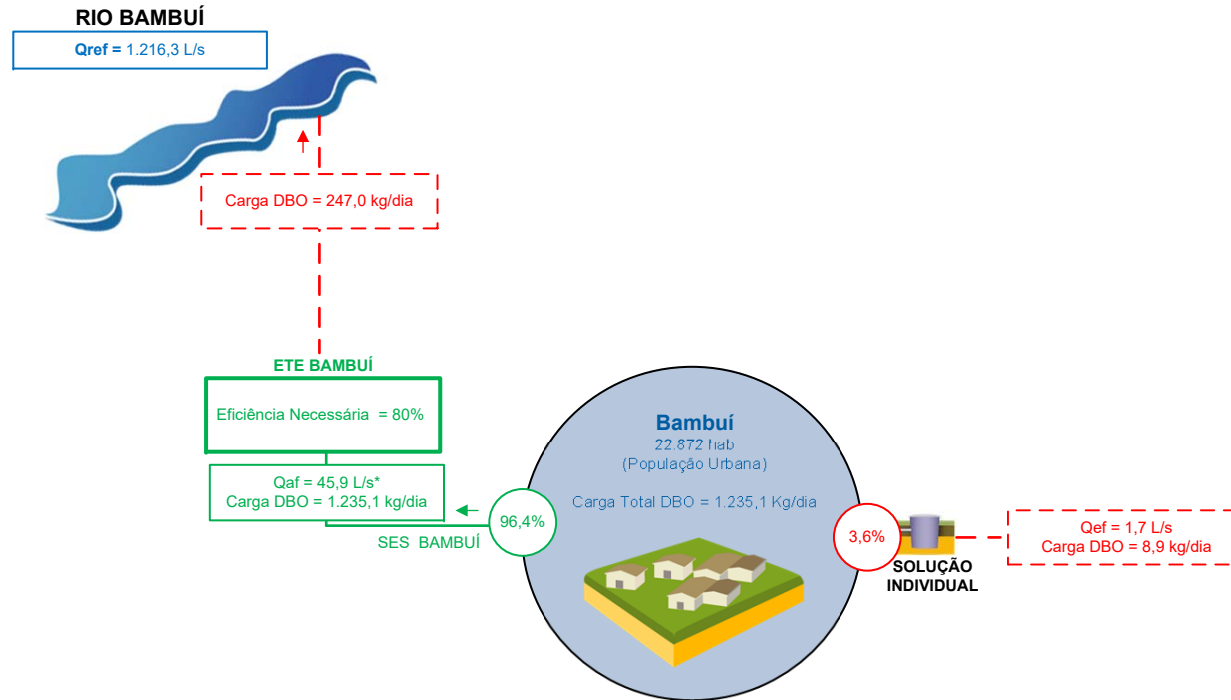 RIO BAMBUÍ
Qref = 1.216,3 L/s
Carga DBO = 247,0 kg/dia
ETE BAMBUÍ
Eficiência Necessária = 80%
Qaf = 45,9 L/s*
Carga DBO = 1.235,1 kg/dia
SES BAMBUÍ
96,4%
Bambuí
22.872 hab
(População Urbana)
Carga Total DBO = 1.235,1 Kg/dia
3,6%
SOLUÇÃO
INDIVIDUAL
Qef = 1,7 L/s
Carga DBO = 8,9 kg/dia